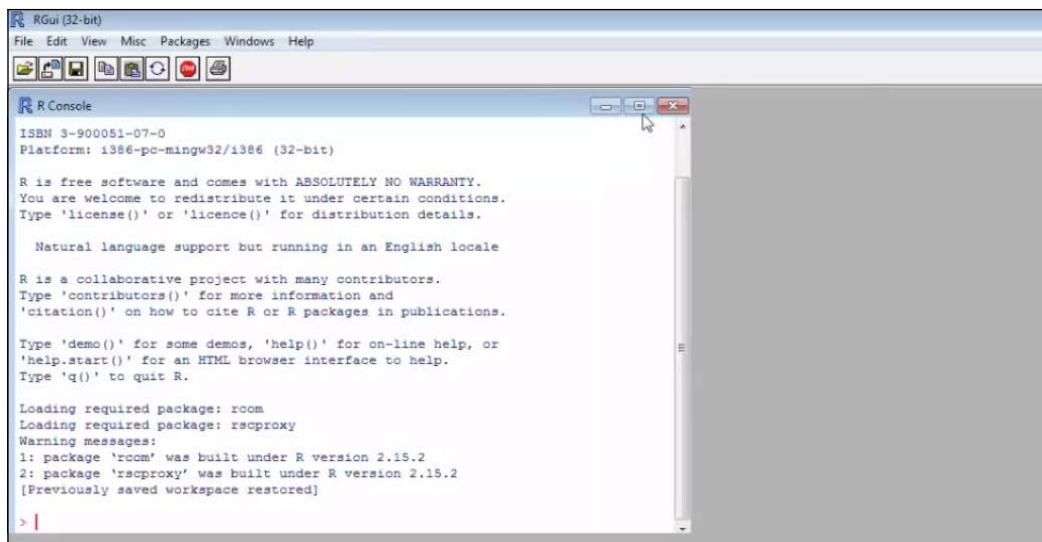 RGui (32-bit)
File Edit View Misc Packages Windows Help
STOP
R Console
ISBN 3-900051-07-0
Platform: i386-pc-mingw32/i386 (32-bit)
R is free software and comes with ABSOLUTELY NO WARRANTY.
You are welcome to redistribute it under certain conditions.
Type 'license()' or 'licence()' for distribution details.
Natural language support but running in an English locale
R is a collaborative project with many contributors.
Type 'contributors()' for more information and
'citation()' on how to cite R or R packages in publications.
Type 'demo()' for some demos, 'help()' for on-line help, or
'help.start()' for an HTML browser interface to help.
Type 'q()' to quit R.
Loading required package: rcom
Loading required package: rscproxy
Warning messages:
1: package 'rcom' was built under R version 2.15.2
2: package 'rscproxy' was built under R version 2.15.2
[Previously saved workspace restored]
>